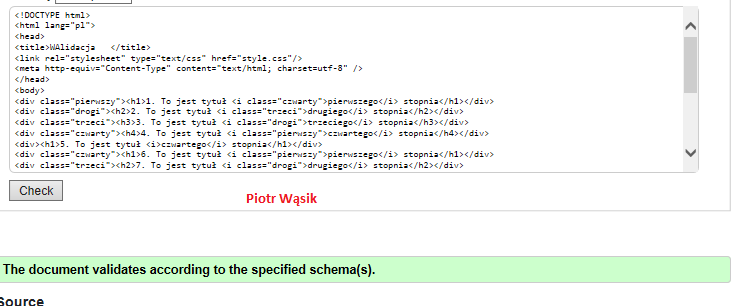 <!DOCTYPE html>
<html lang="pl">
<head>
<title>WAlidacja   </title>
<link rel="stylesheet" type="text/css" href="style.css"/>
<meta http-equiv="Content-Type" content="text/html; charset=utf-8" />
</head>
<body>
<div class="pierwszy"><h1>1. To jest tytuł <i class="czwarty">pierwszego</i> stopnia</h1></div>
<div class="drogi"><h2>2. To jest tytuł <i class="trzeci">drugiego</i> stopnia</h2></div>
<div class="trzeci"><h3>3. To jest tytuł <i class="drogi">trzeciego</i> stopnia</h3></div>
<div class="czwarty"><h4>4. To jest tytuł <i class="pierwszy">czwartego</i> stopnia</h4></div>
<div><h1>5. To jest tytuł <i>czwartego</i> stopnia</h1></div>
<div class="czwarty"><h1>6. To jest tytuł <i class="pierwszy">pierwszego</i> stopnia</h1></div>
<div class="trzeci"><h2>7. To jest tytuł <i class="drogi">drugiego</i> stopnia</h2></div>
Check
Piotr Wąsik
The document validates according to the specified schema(s).
Source